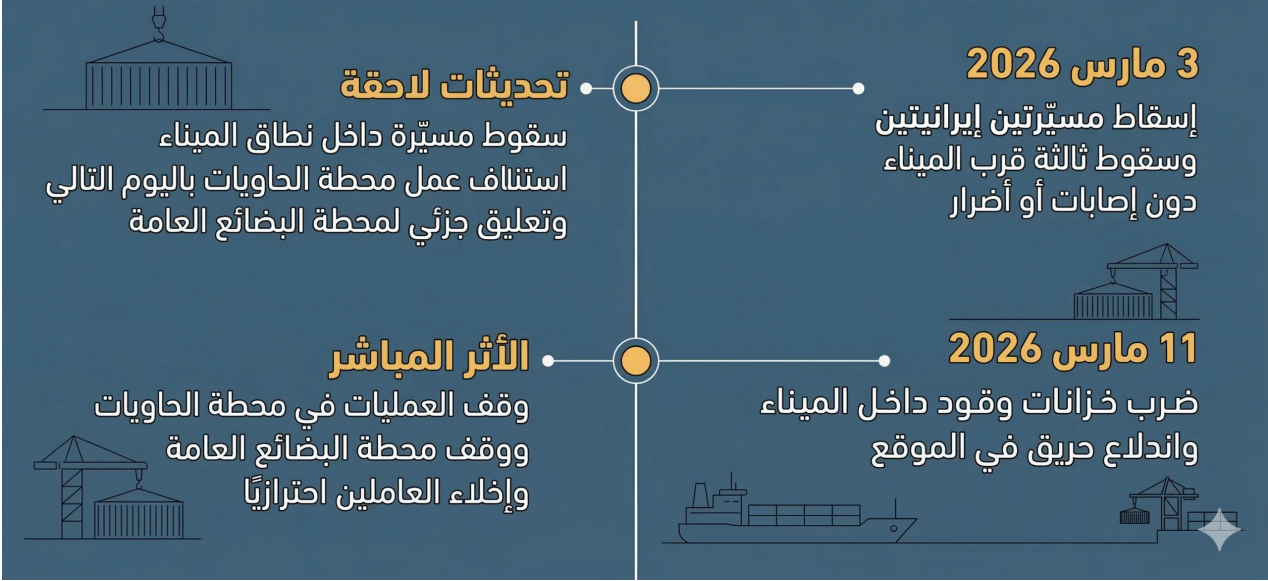 3 مارس 2026
إسقاط مسيّرتين إيرانيتين
وسقوط ثالثة قرب الميناء
دون إصابات أو أضرار
تحديثات لاحقة
سقوط مسيّرة داخل نطاق الميناء
استئناف عمل محطة الحاويات باليوم التالي
وتعليق جزئي لمحطة البضائع العامة
11 مارس 2026
ضرب خزانات وقود داخل الميناء
واندلاع حريق في الموقع
الأثر المباشر
وقف العمليات في محطة الحاويات
ووقف محطة البضائع العامة
وإخلاء العاملين احترازيًا